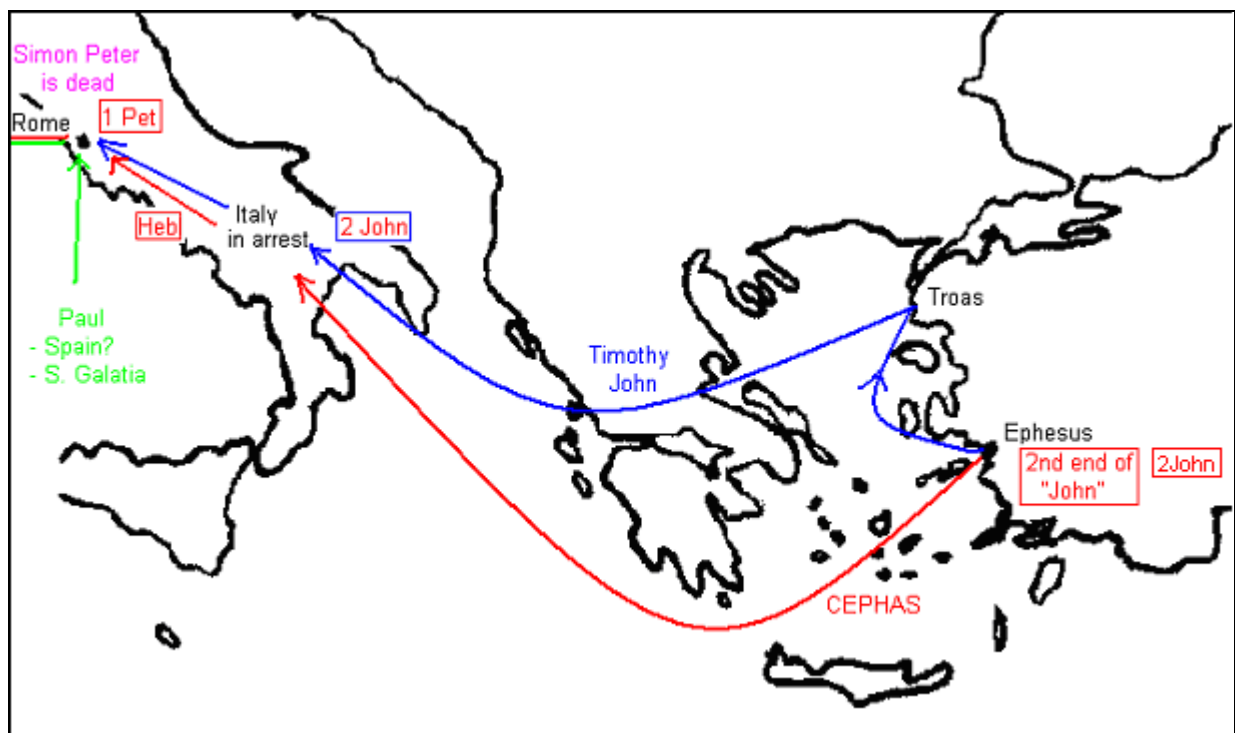 Simon Peter
is dead
Rome
1 Pet
Heb
Italy
in arrest
2 John
Paul
- Spain?
- S. Galatia
Timothy
John
Troas
Ephesus
2nd end of
"John"
2John
CEPHAS